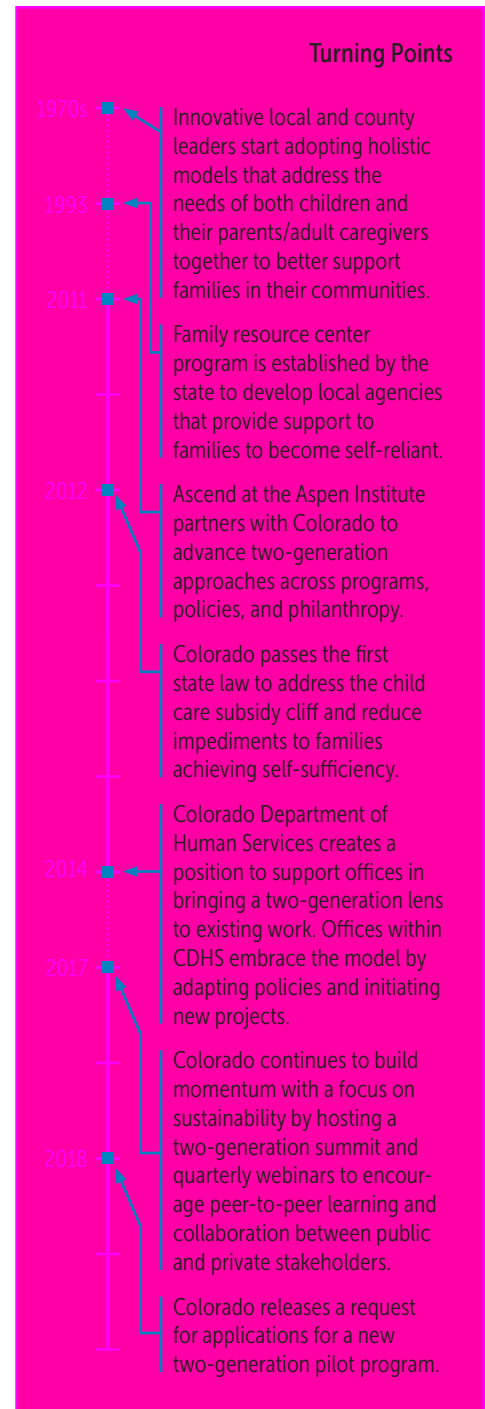 Turning Points
1970s
Innovative local and county
leaders start adopting holistic
models that address the
needs of both children and
their parents/adult caregivers
together to better support
families in their communities.
1993
Family resource center
program is established by the
state to develop local agencies
that provide support to
families to become self-reliant.
2011
Ascend at the Aspen Institute
partners with Colorado to
advance two-generation
approaches across programs,
policies, and philanthropy.
2012
Colorado passes the first
state law to address the child
care subsidy cliff and reduce
impediments to families
achieving self-sufficiency.
2014
Colorado Department of
Human Services creates a
position to support offices in
bringing a two-generation lens
to existing work. Offices within
CDHS embrace the model by
adapting policies and initiating
new projects.
2017
Colorado continues to build
momentum with a focus on
sustainability by hosting a
two-generation summit and
quarterly webinars to encour-
age peer-to-peer learning and
collaboration between public
and private stakeholders.
2018
Colorado releases a request
for applications for a new
two-generation pilot program.